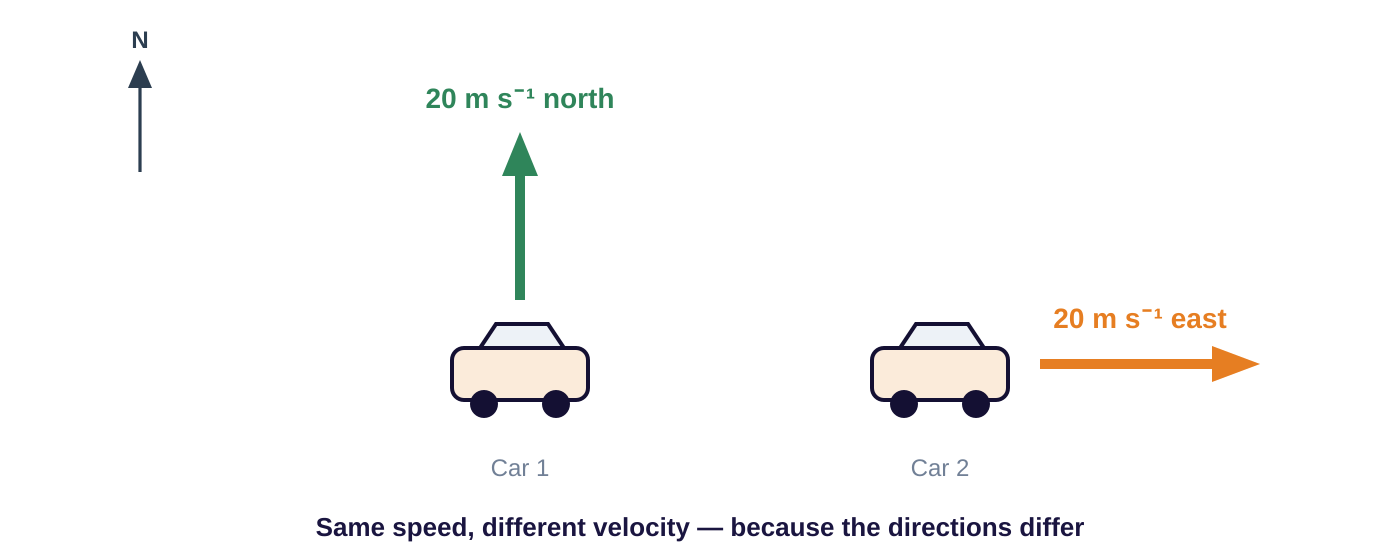 N
20 m s⁻¹ north
20 m s⁻¹ east
Car 1
Car 2
Same speed, different velocity — because the directions differ